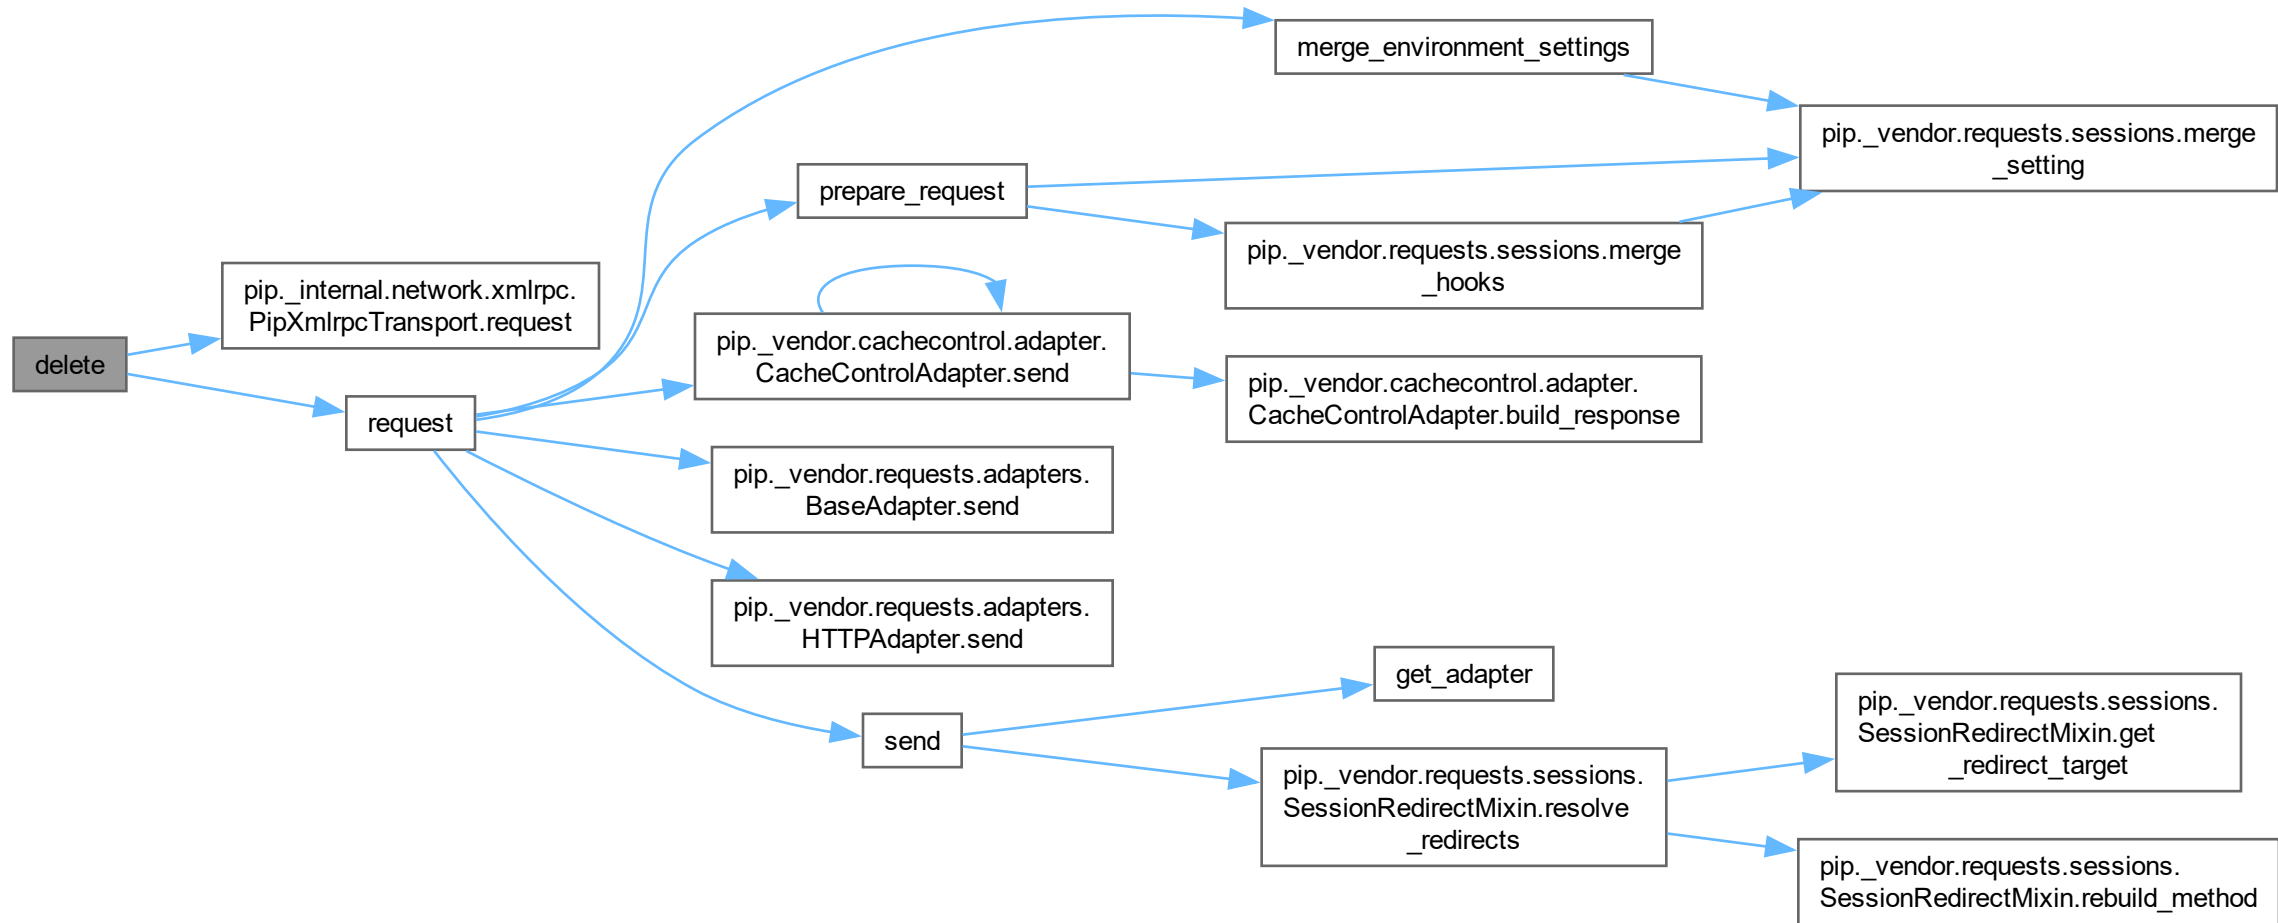 merge_environment_settings
pip._vendor.requests.sessions.merge
_setting
prepare_request
pip._vendor.requests.sessions.merge
_hooks
pip._internal.network.xmlrpc.
PipXmlrpcTransport.request
delete
request
pip._vendor.cachecontrol.adapter.
CacheControlAdapter.send
pip._vendor.cachecontrol.adapter.
CacheControlAdapter.build_response
pip._vendor.requests.adapters.
BaseAdapter.send
pip._vendor.requests.adapters.
HTTPAdapter.send
send
get_adapter
pip._vendor.requests.sessions.
SessionRedirectMixin.resolve
_redirects
pip._vendor.requests.sessions.
SessionRedirectMixin.get
_redirect_target
pip._vendor.requests.sessions.
SessionRedirectMixin.rebuild_method